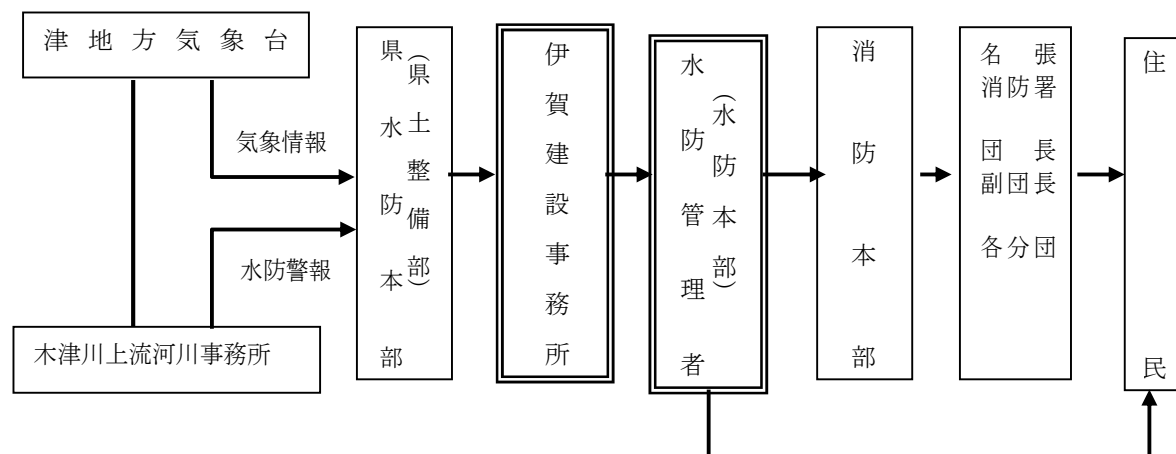 津地方気象台
気象情報
水防警報
木津川上流河川事務所
県水防本部
(県土整備部)
伊賀建設事務所
水防管理者
(水防本部)
消防本部
名張
消防署
団長
副団長
各分団
住民